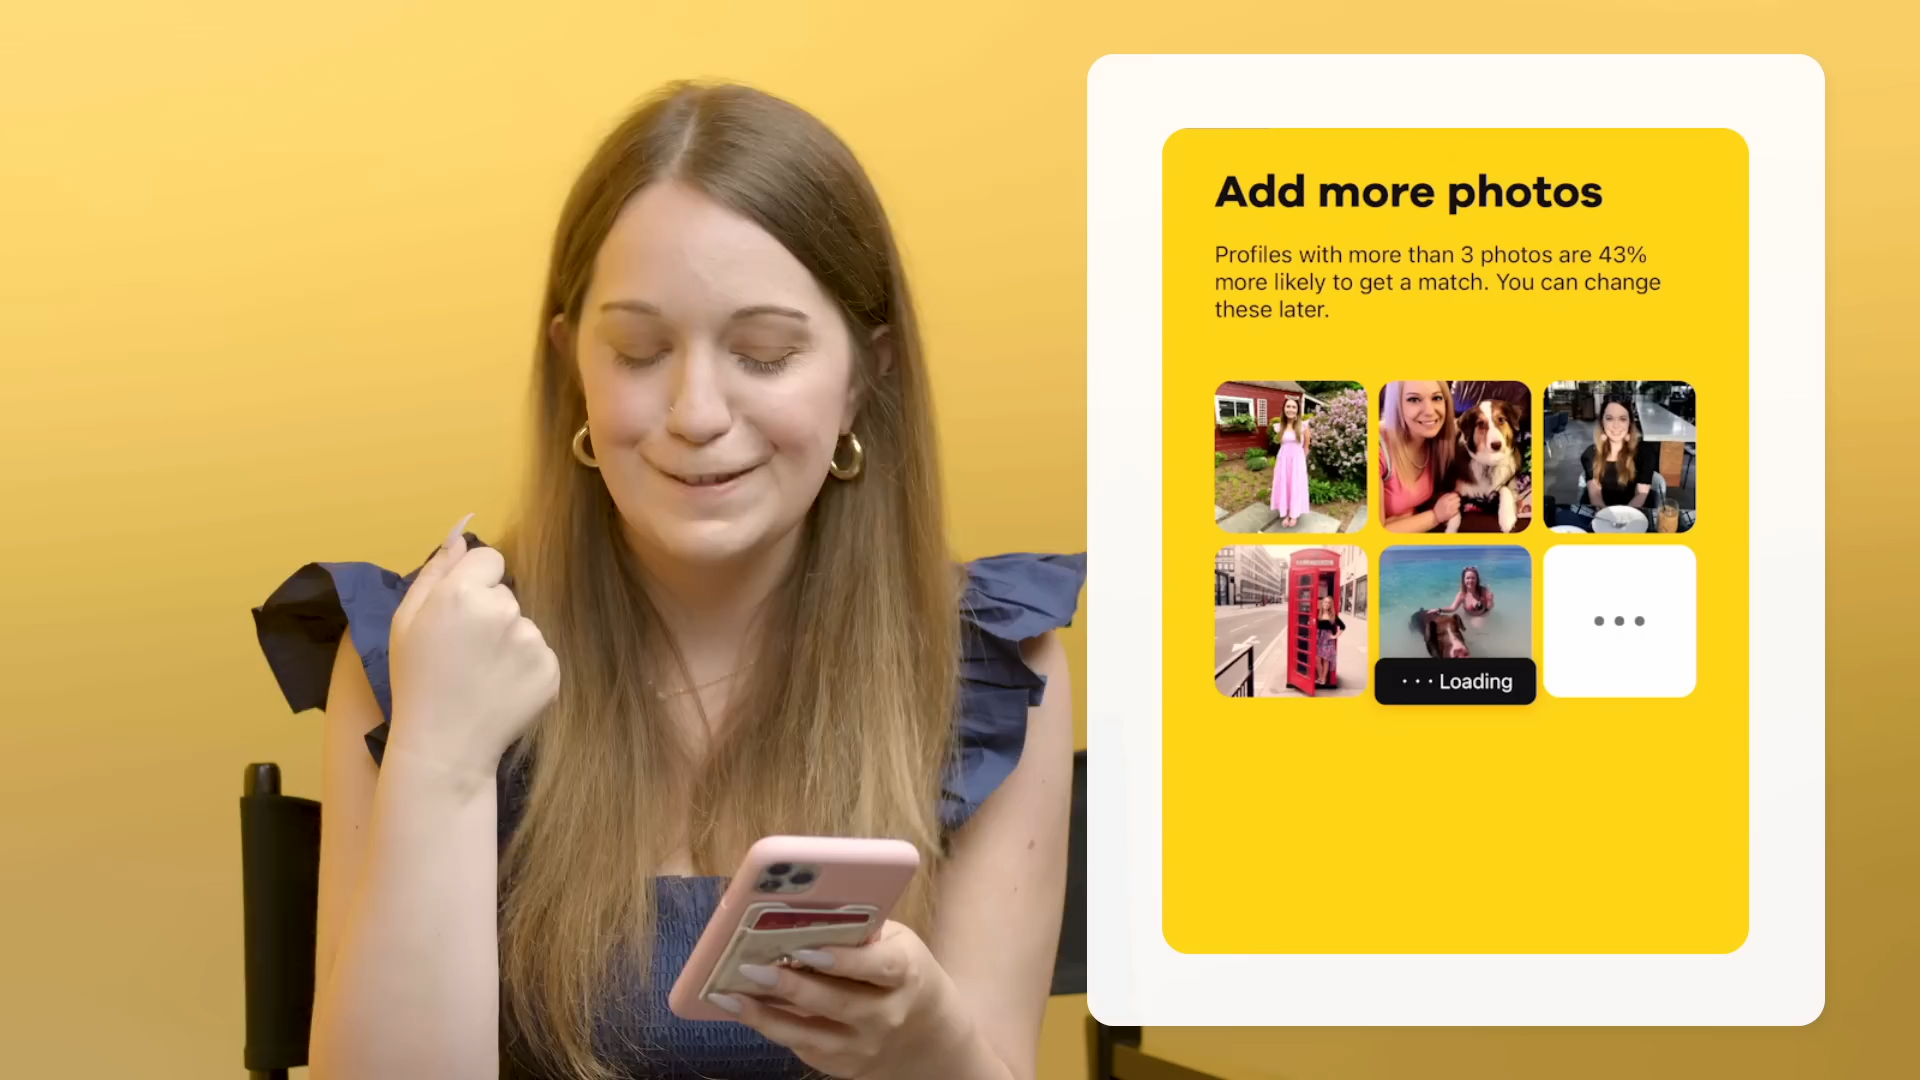 Add more photos
Profiles with more than 3 photos are 43%
more likely to get a match. You can change
these later.
··· Loading